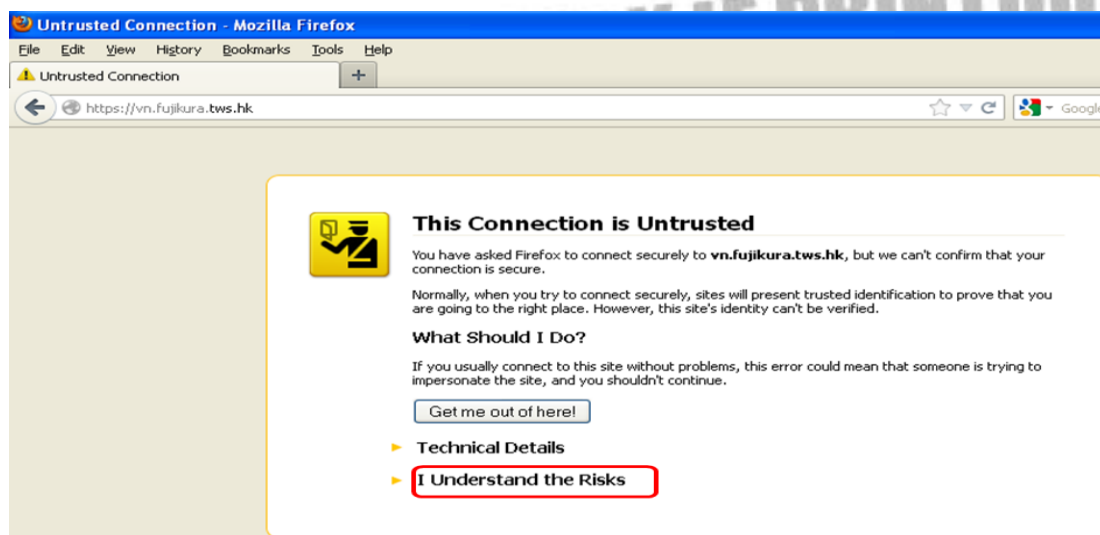 Untrusted Connection - Mozilla Firefox
File Edit View History Bookmarks Tools Help
Untrusted Connection
https://vn.fujikura.tws.hk
Google
This Connection is Untrusted
You have asked Firefox to connect securely to vn.fujikura.tws.hk, but we can't confirm that your
connection is secure.
Normally, when you try to connect securely, sites will present trusted identification to prove that you
are going to the right place. However, this site's identity can't be verified.
What Should I Do?
If you usually connect to this site without problems, this error could mean that someone is trying to
impersonate the site, and you shouldn't continue.
Get me out of here!
Technical Details
I Understand the Risks